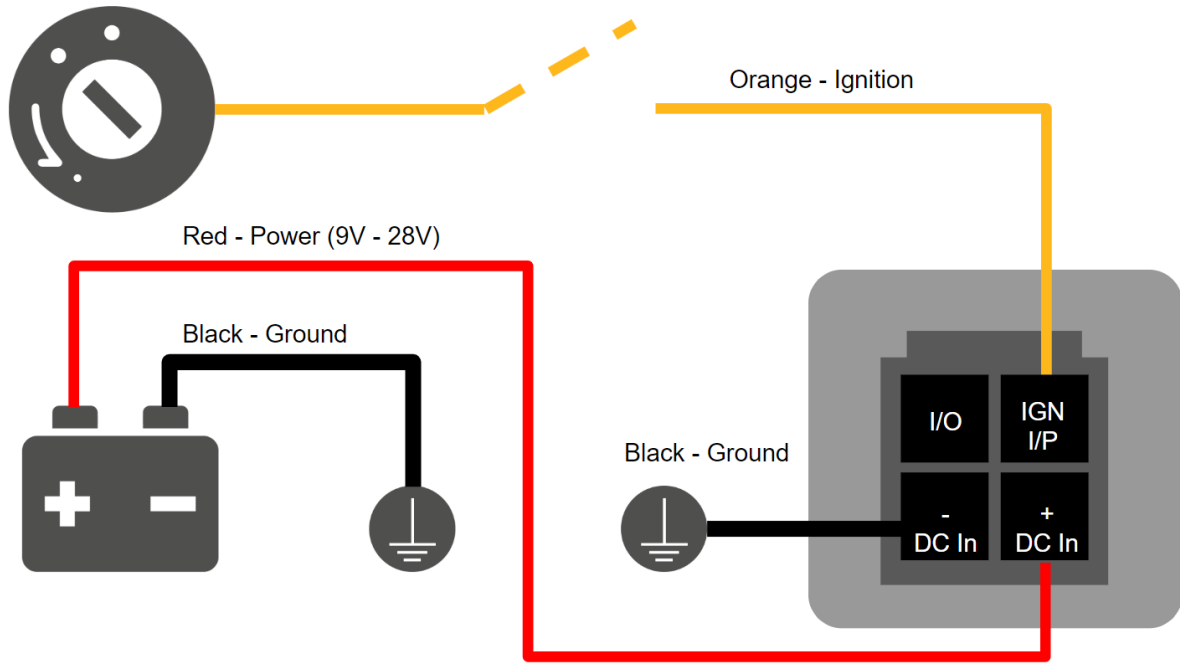 Orange - Ignition
Red - Power (9V - 28V)
Black - Ground
I/O
IGN
I/P
Black - Ground
-
DC In
+
DC In